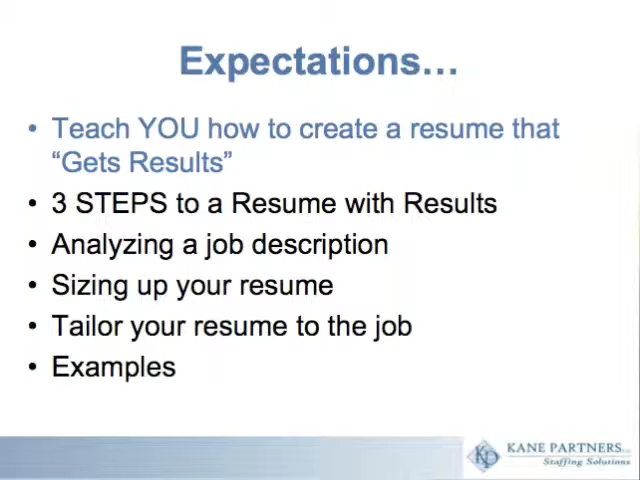 Expectations…
• Teach YOU how to create a resume that
“Gets Results”
• 3 STEPS to a Resume with Results
• Analyzing a job description
• Sizing up your resume
• Tailor your resume to the job
• Examples
KANE PARTNERS
Staffing Solutions